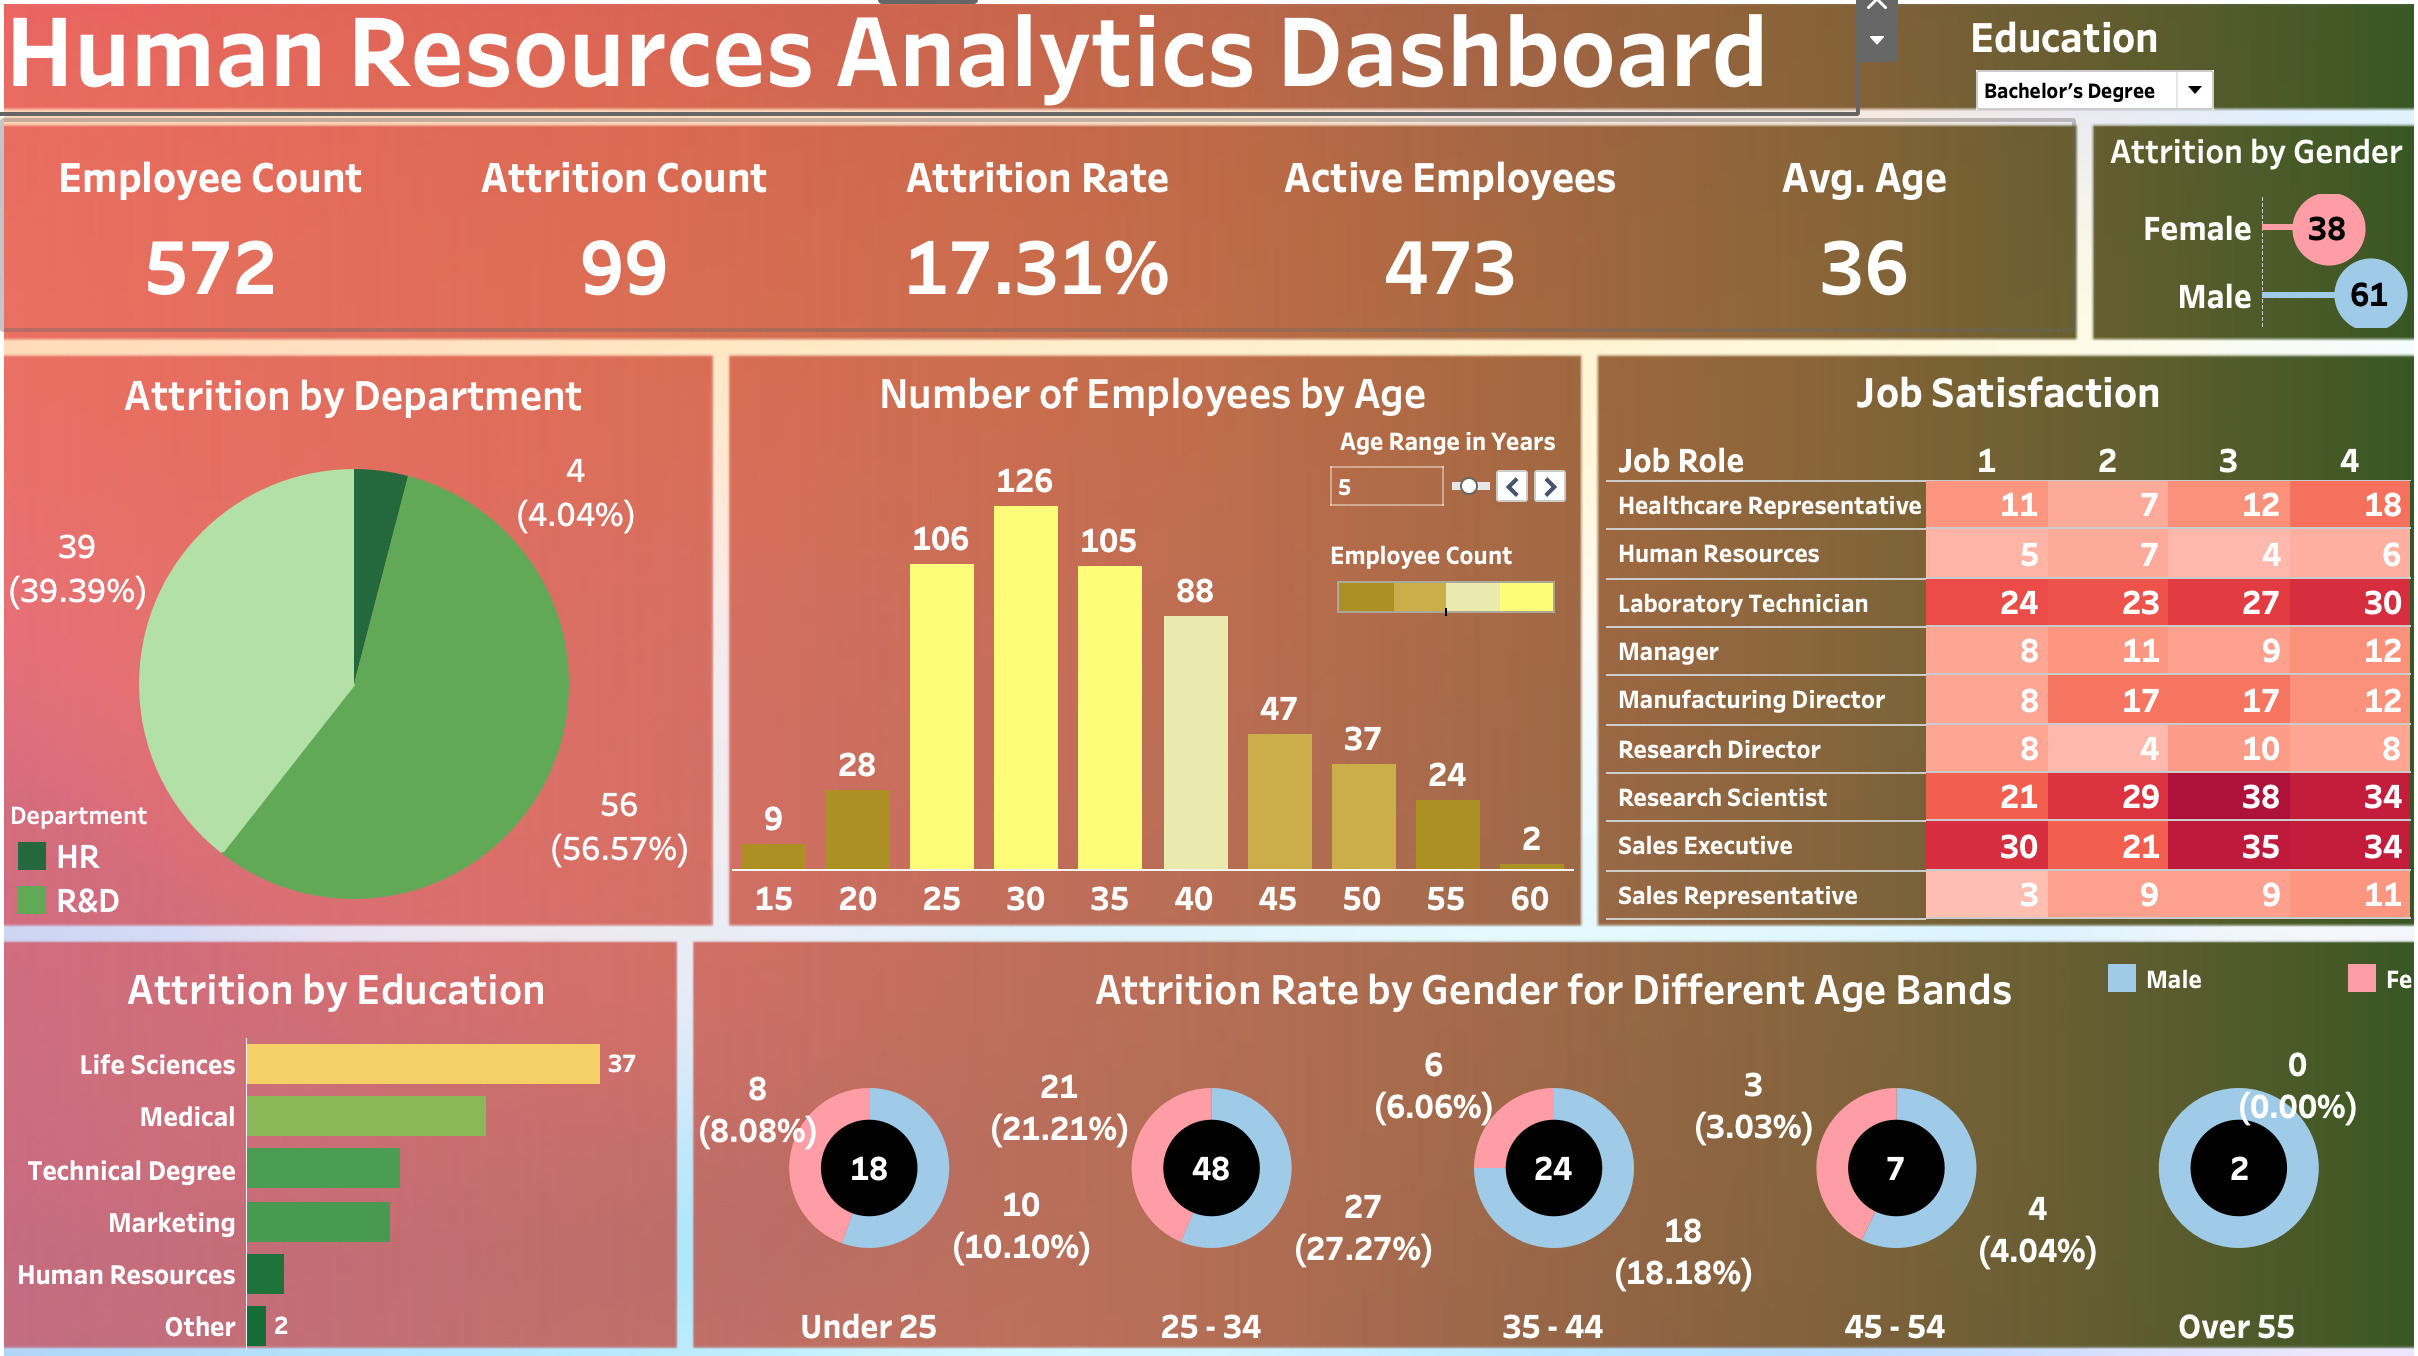 Human Resources Analytics Dashboard
Education
Bachelor's Degree
Employee Count
Attrition Count
Attrition Rate
Active Employees
Avg. Age
572
99
17.31%
473
36
Attrition by Gender
Female 38
Male 61
Attrition by Department
4
(4.04%)
39
(39.39%)
56
(56.57%)
Department
HR
R&D
Number of Employees by Age
Age Range in Years
5
Employee Count
9
28
106
126
105
88
47
37
24
2
15 20 25 30 35 40 45 50 55 60
Job Satisfaction
Job Role 1 2 3 4
Healthcare Representative 11 7 12 18
Human Resources 5 7 4 6
Laboratory Technician 24 23 27 30
Manager 8 11 9 12
Manufacturing Director 8 17 17 12
Research Director 8 4 10 8
Research Scientist 21 29 38 34
Sales Executive 30 21 35 34
Sales Representative 3 9 9 11
Attrition by Education
Life Sciences 37
Medical
Technical Degree
Marketing
Human Resources
Other 2
Attrition Rate by Gender for Different Age Bands
Male
Fe
8
(8.08%)
18
10
(10.10%)
Under 25
21
(21.21%)
48
27
(27.27%)
25 - 34
6
(6.06%)
24
18
(18.18%)
35 - 44
3
(3.03%)
7
4
(4.04%)
45 - 54
0
(0.00%)
2
Over 55